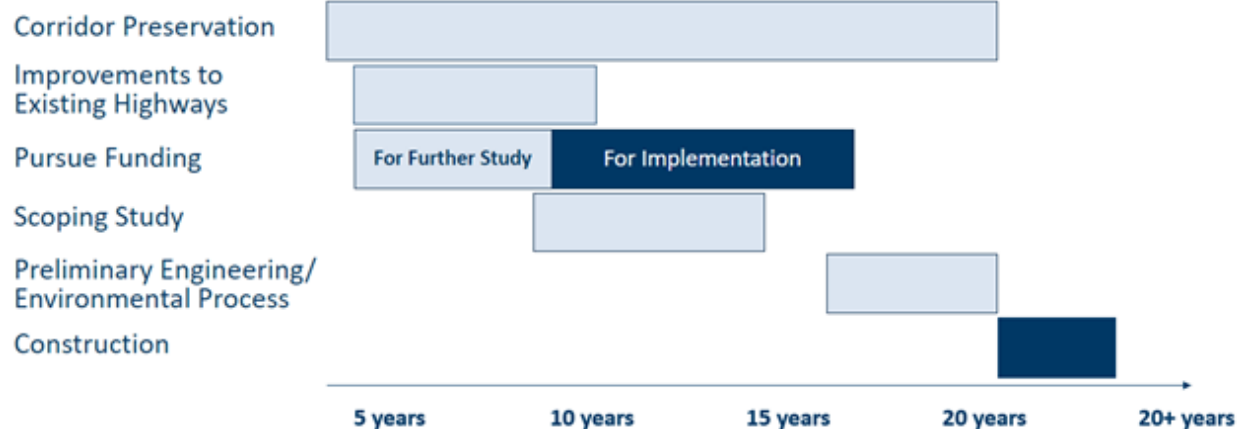 Corridor Preservation
Improvements to
Existing Highways
Pursue Funding
For Further Study
For Implementation
Scoping Study
Preliminary Engineering/
Environmental Process
Construction
5 years
10 years
15 years
20 years
20+ years